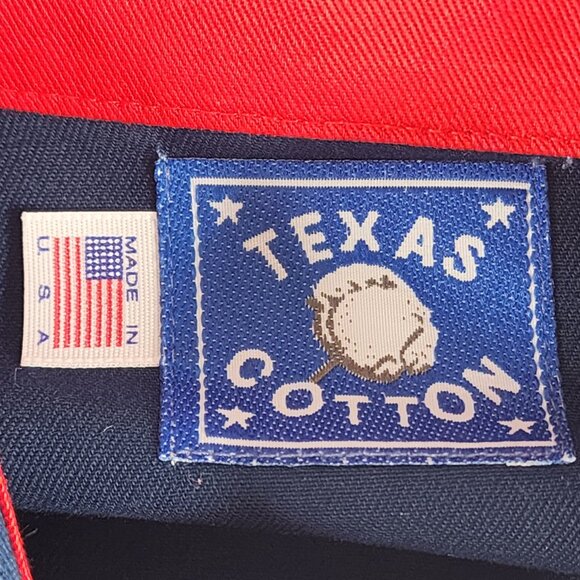 TEXAS
COTTON
MADE IN
U. S. A